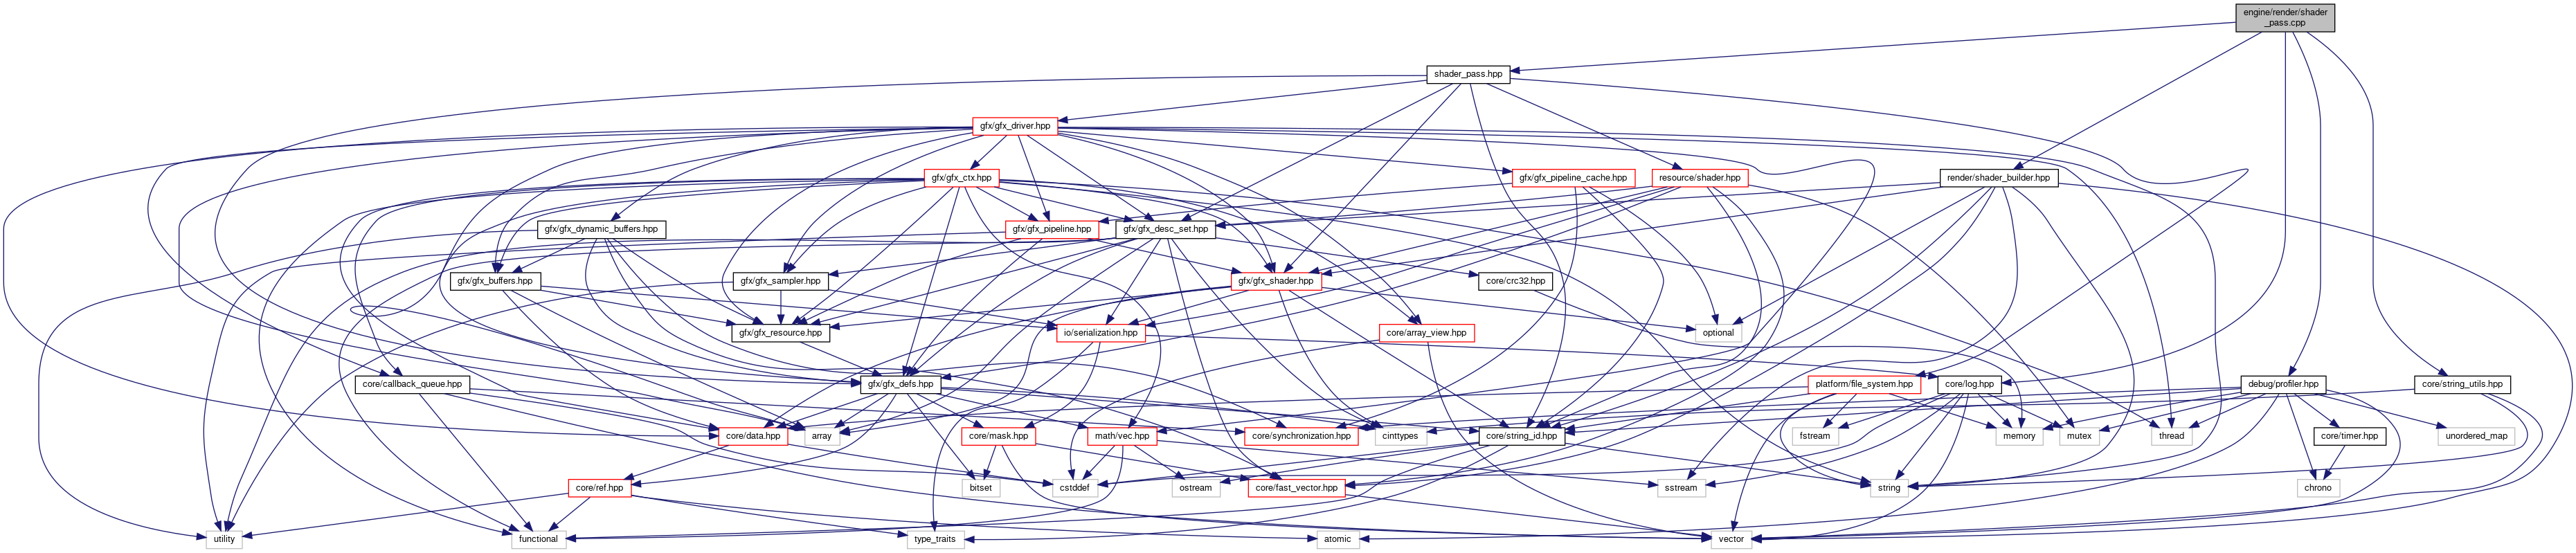 engine/render/shader
_pass.cpp
shader_pass.hpp
gfx/gfx_driver.hpp
gfx/gfx_ctx.hpp
gfx/gfx_pipeline_cache.hpp
resource/shader.hpp
render/shader_builder.hpp
gfx/gfx_dynamic_buffers.hpp
gfx/gfx_pipeline.hpp
gfx/gfx_desc_set.hpp
gfx/gfx_buffers.hpp
gfx/gfx_sampler.hpp
gfx/gfx_shader.hpp
core/crc32.hpp
gfx/gfx_resource.hpp
io/serialization.hpp
core/array_view.hpp
optional
core/callback_queue.hpp
gfx/gfx_defs.hpp
platform/file_system.hpp
core/log.hpp
debug/profiler.hpp
core/string_utils.hpp
core/data.hpp
array
core/mask.hpp
math/vec.hpp
core/synchronization.hpp
cinttypes
core/string_id.hpp
fstream
memory
mutex
thread
core/timer.hpp
unordered_map
core/ref.hpp
bitset
cstddef
ostream
core/fast_vector.hpp
sstream
string
chrono
utility
functional
type_traits
atomic
vector